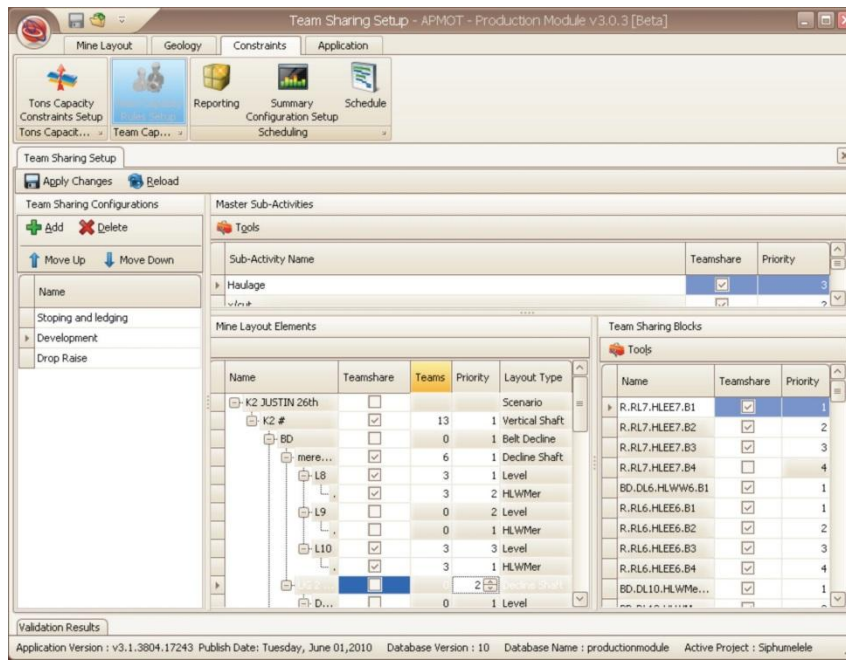 Team Sharing Setup - APMOT - Production Module v3.0.3 [Beta]
Mine Layout Geology Constraints Application
Tons Capacity Constraints Setup Reporting Summary Configuration Setup Schedule
Tons Capacit... Team Cap... Scheduling
Team Sharing Setup
Apply Changes Reload
Team Sharing Configurations Master Sub-Activities
Add Delete Tools
Move Up Move Down Sub-Activity Name Teamshare Priority
Name Haulage 3
Stoping and ledging x/cut 2
Development Mine Layout Elements Team Sharing Blocks
Drop Raise Tools
Name Teamshare Teams Priority Layout Type Name Teamshare Priority
K2 JUSTIN 26th Scenario R.RL7.HLEE7.B1 1
K2 # 13 1 Vertical Shaft R.RL7.HLEE7.B2 2
BD 0 1 Belt Decline R.RL7.HLEE7.B3 3
mere... 6 1 Decline Shaft R.RL7.HLEE7.B4 4
L8 3 1 Level BD.DL6.HLWW6.B1 1
. 3 2 HLWMer R.RL6.HLEE6.B1 1
L9 0 2 Level R.RL6.HLEE6.B2 2
. 0 1 HLWMer R.RL6.HLEE6.B3 3
L10 3 3 Level R.RL6.HLEE6.B4 4
. 3 1 HLWMer BD.DL10.HLWMe... 1
2 Decline Shaft
D... 0 1 Level
Validation Results
Application Version : v3.1.3804.17243 Publish Date: Tuesday, June 01,2010 Database Version : 10 Database Name : productionmodule Active Project : Siphumelele